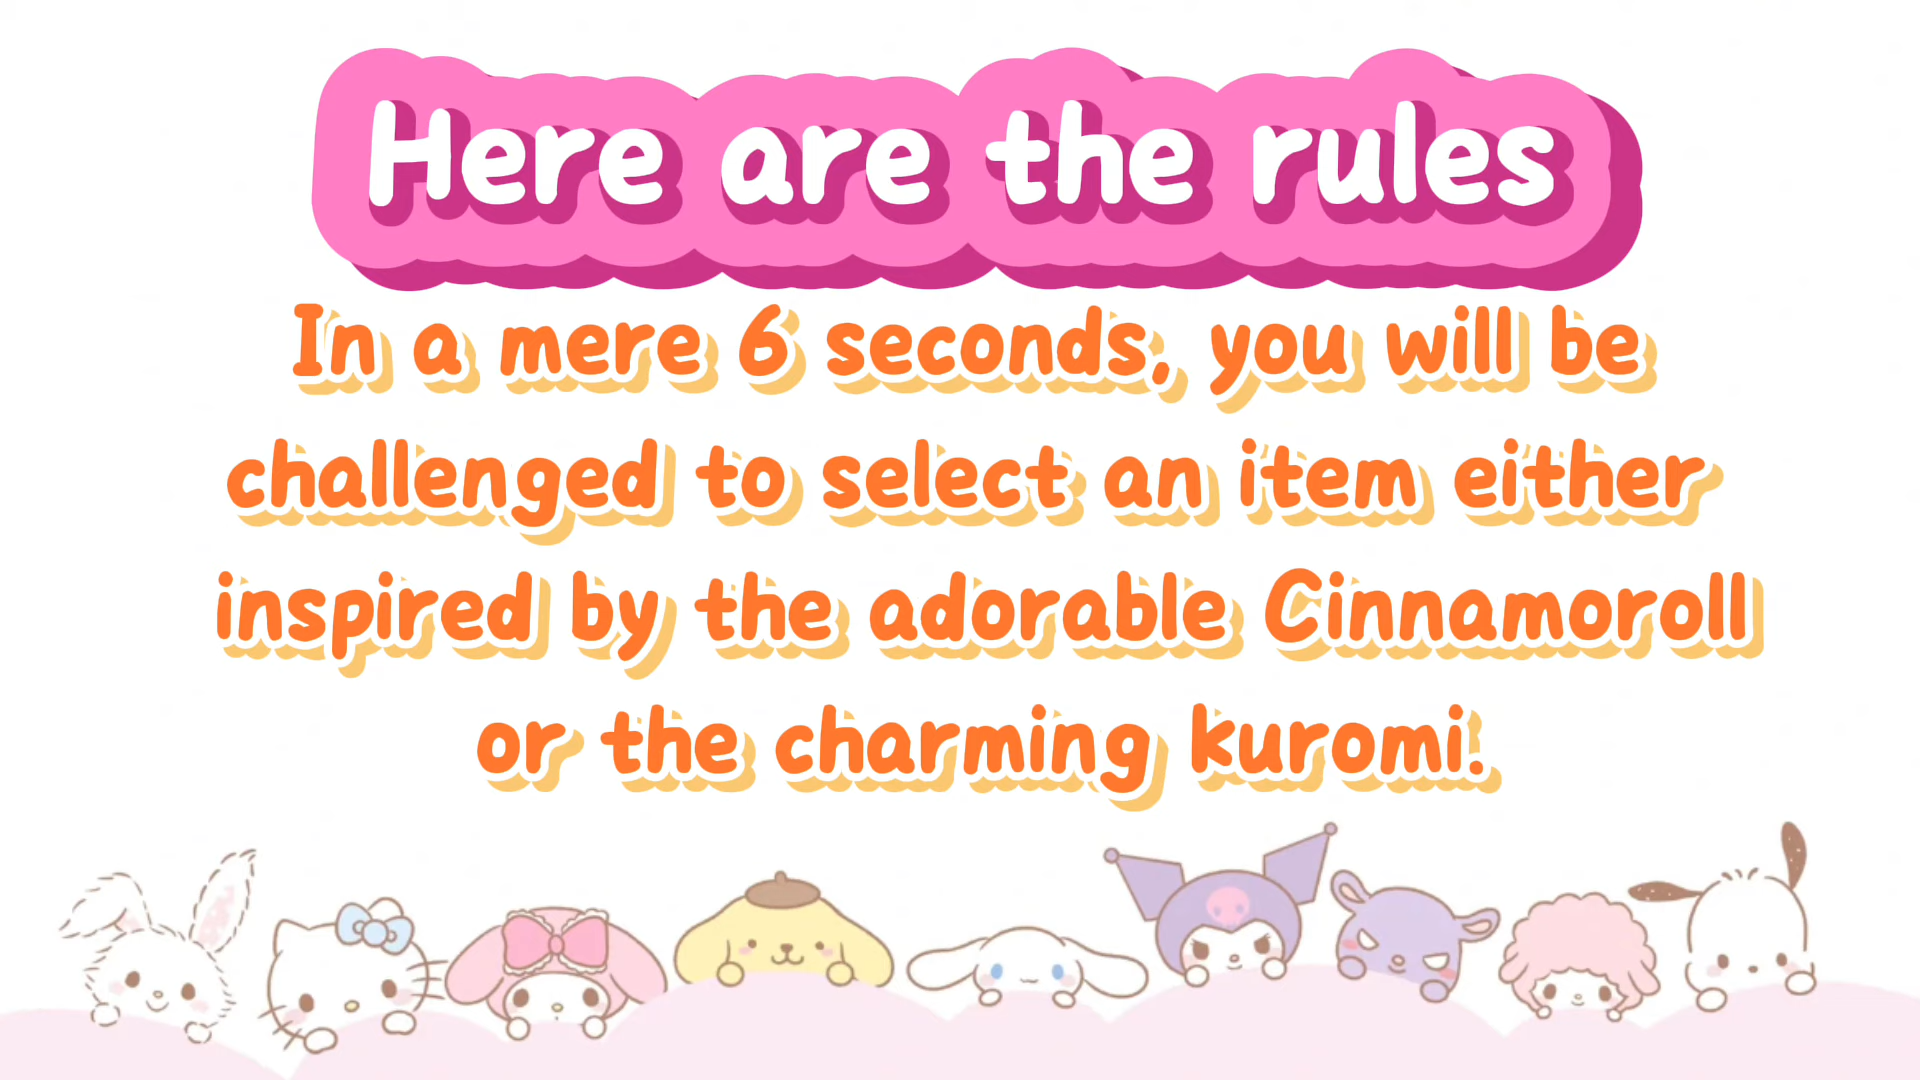 Here are the rules
In a mere 6 seconds, you will be
challenged to select an item either
inspired by the adorable Cinnamoroll
or the charming kuromi.